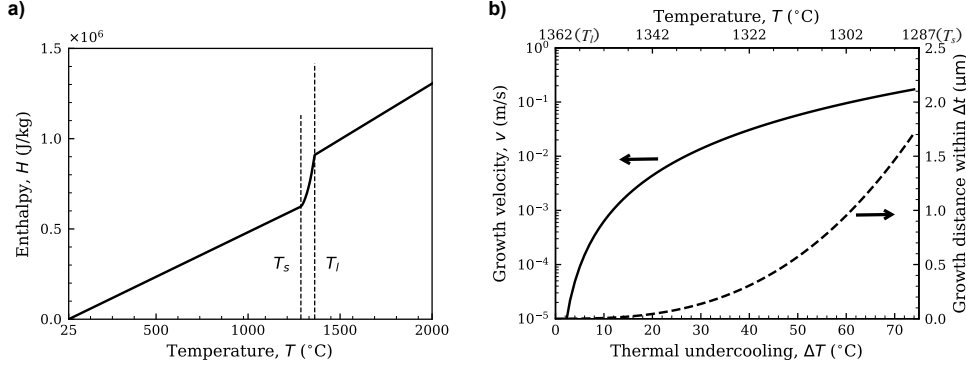 a)
×10⁶
1.5
1.0
0.5
0.0
Enthalpy, H (J/kg)
T_s
T_l
25
500
1000
1500
2000
Temperature, T (°C)
b)
Temperature, T (°C)
1362(T_l)
1342
1322
1302
1287(T_s)
10⁰
10⁻¹
10⁻²
10⁻³
10⁻⁴
10⁻⁵
Growth velocity, v (m/s)
2.5
2.0
1.5
1.0
0.5
0.0
Growth distance within Δt (μm)
0
10
20
30
40
50
60
70
Thermal undercooling, ΔT (°C)